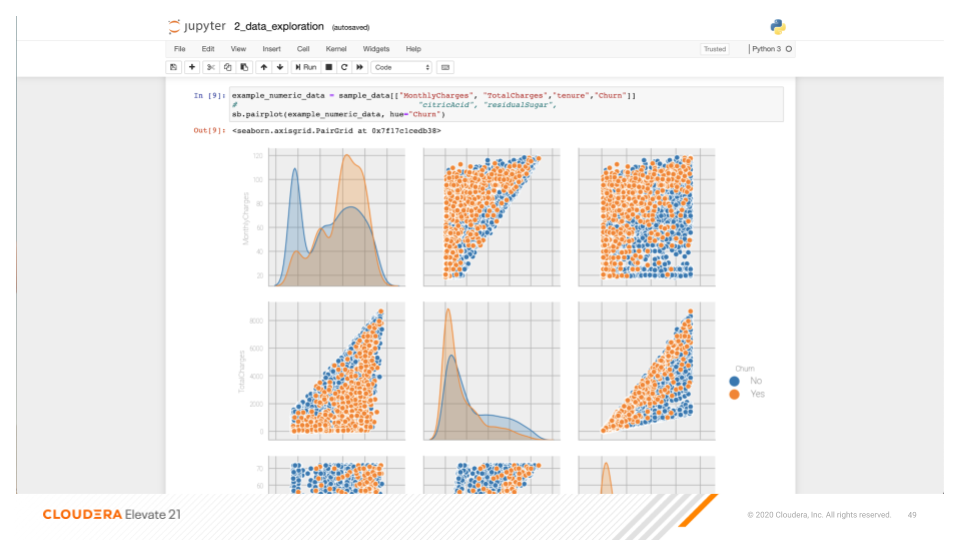 jupyter 2_data_exploration (autosaved)
File Edit View Insert Cell Kernel Widgets Help Trusted Python 3 O
Run Code
In [9]: example_numeric_data = sample_data[["MonthlyCharges", "TotalCharges","tenure","Churn"]]
# "citricAcid", "residualSugar",
sb.pairplot(example_numeric_data, hue="Churn")
Out[9]: <seaborn.axisgrid.PairGrid at 0x7f17c1cedb38>
120
100
80
60
40
20
MonthlyCharges
8000
6000
4000
2000
0
TotalCharges
Churn
No
Yes
70
60
CLOUDERA Elevate 21
© 2020 Cloudera, Inc. All rights reserved. 49